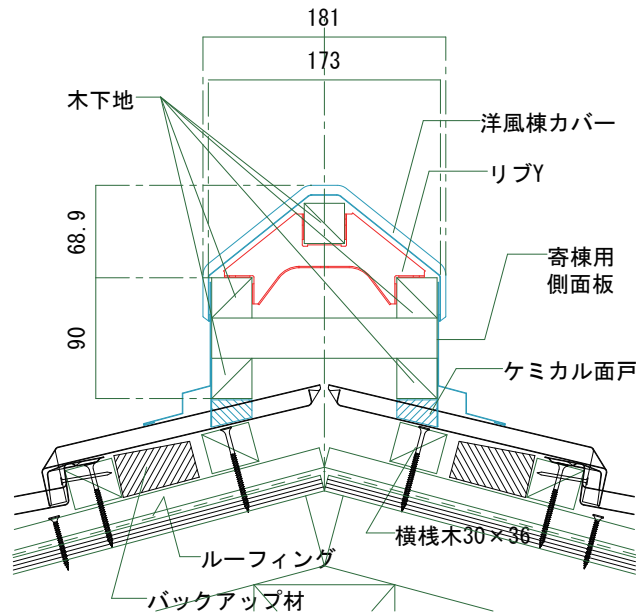 181
173
木下地
洋風棟カバー
リブY
68.9
寄棟用
側面板
90
ケミカル面戸
横桟木30×36
ルーフィング
バックアップ材